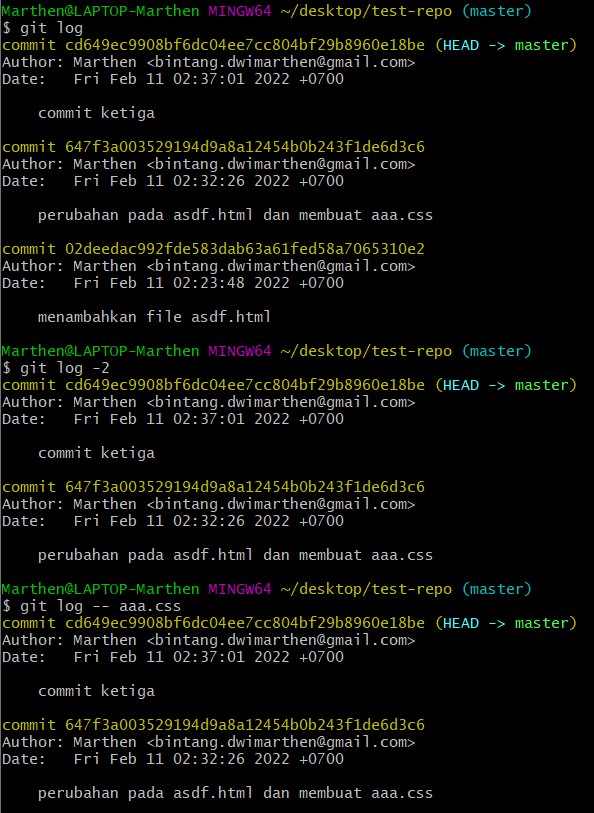 Marthen@LAPTOP-Marthen MINGW64 ~/desktop/test-repo (master)
$ git log
commit cd649ec9908bf6dc04ee7cc804bf29b8960e18be (HEAD -> master)
Author: Marthen <bintang.dwimarthen@gmail.com>
Date:   Fri Feb 11 02:37:01 2022 +0700

    commit ketiga

commit 647f3a003529194d9a8a12454b0b243f1de6d3c6
Author: Marthen <bintang.dwimarthen@gmail.com>
Date:   Fri Feb 11 02:32:26 2022 +0700

    perubahan pada asdf.html dan membuat aaa.css

commit 02deedac992fde583dab63a61fed58a7065310e2
Author: Marthen <bintang.dwimarthen@gmail.com>
Date:   Fri Feb 11 02:23:48 2022 +0700

    menambahkan file asdf.html

Marthen@LAPTOP-Marthen MINGW64 ~/desktop/test-repo (master)
$ git log -2
commit cd649ec9908bf6dc04ee7cc804bf29b8960e18be (HEAD -> master)
Author: Marthen <bintang.dwimarthen@gmail.com>
Date:   Fri Feb 11 02:37:01 2022 +0700

    commit ketiga

commit 647f3a003529194d9a8a12454b0b243f1de6d3c6
Author: Marthen <bintang.dwimarthen@gmail.com>
Date:   Fri Feb 11 02:32:26 2022 +0700

    perubahan pada asdf.html dan membuat aaa.css

Marthen@LAPTOP-Marthen MINGW64 ~/desktop/test-repo (master)
$ git log -- aaa.css
commit cd649ec9908bf6dc04ee7cc804bf29b8960e18be (HEAD -> master)
Author: Marthen <bintang.dwimarthen@gmail.com>
Date:   Fri Feb 11 02:37:01 2022 +0700

    commit ketiga

commit 647f3a003529194d9a8a12454b0b243f1de6d3c6
Author: Marthen <bintang.dwimarthen@gmail.com>
Date:   Fri Feb 11 02:32:26 2022 +0700

    perubahan pada asdf.html dan membuat aaa.css